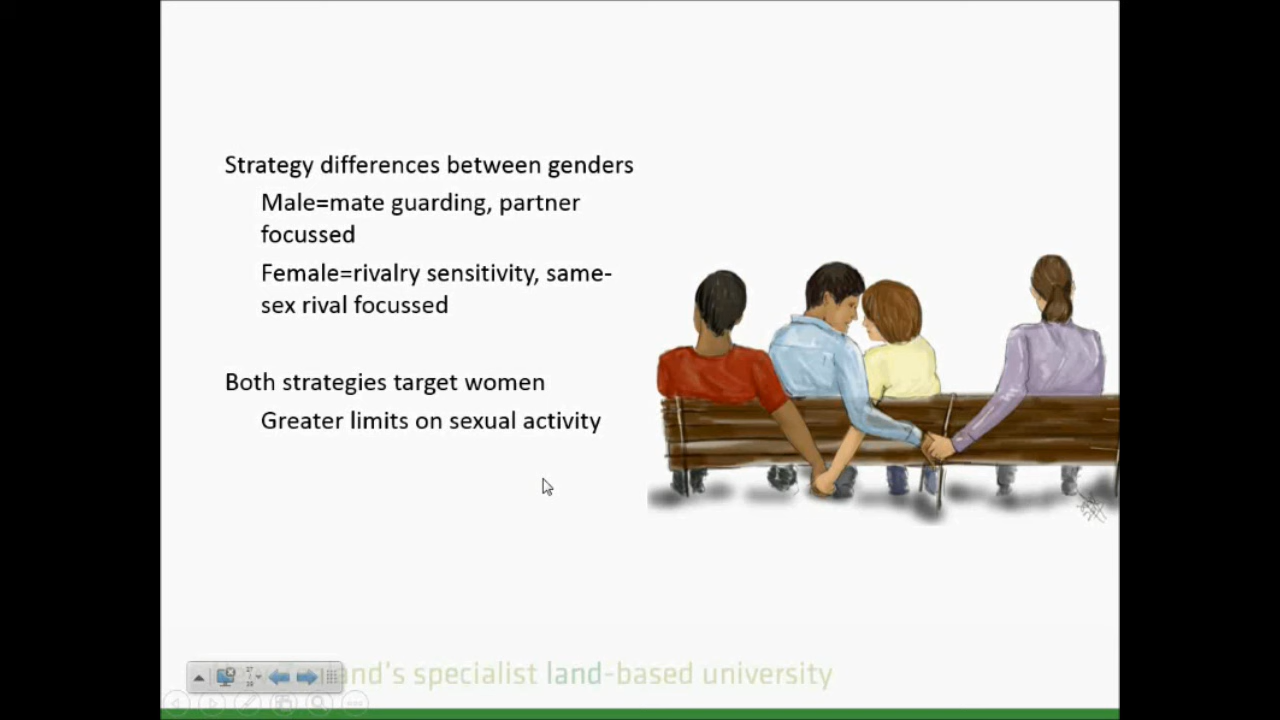 Strategy differences between genders
Male=mate guarding, partner
focussed
Female=rivalry sensitivity, same-
sex rival focussed
Both strategies target women
Greater limits on sexual activity
and's specialist land-based university